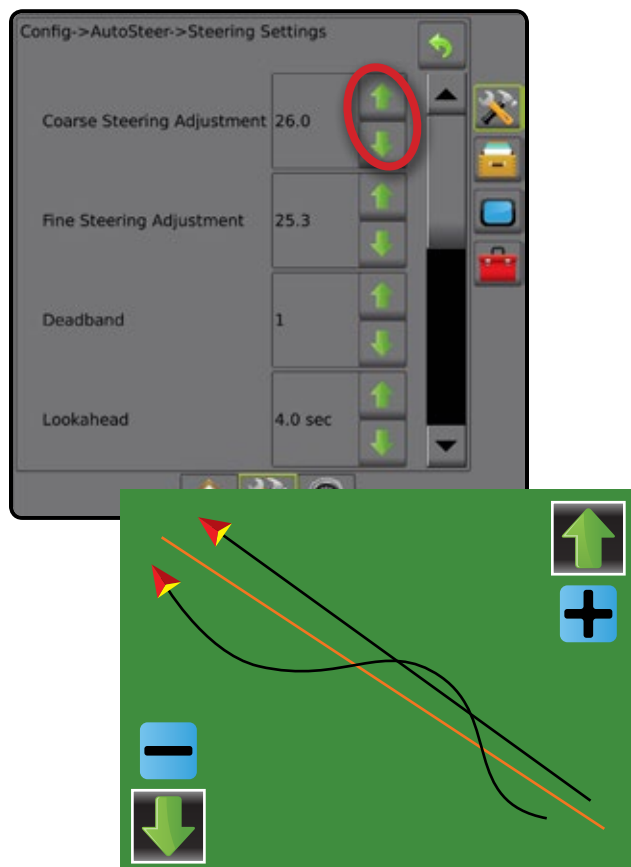 Config->AutoSteer->Steering Settings
Coarse Steering Adjustment 26.0
Fine Steering Adjustment 25.3
Deadband 1
Lookahead 4.0 sec